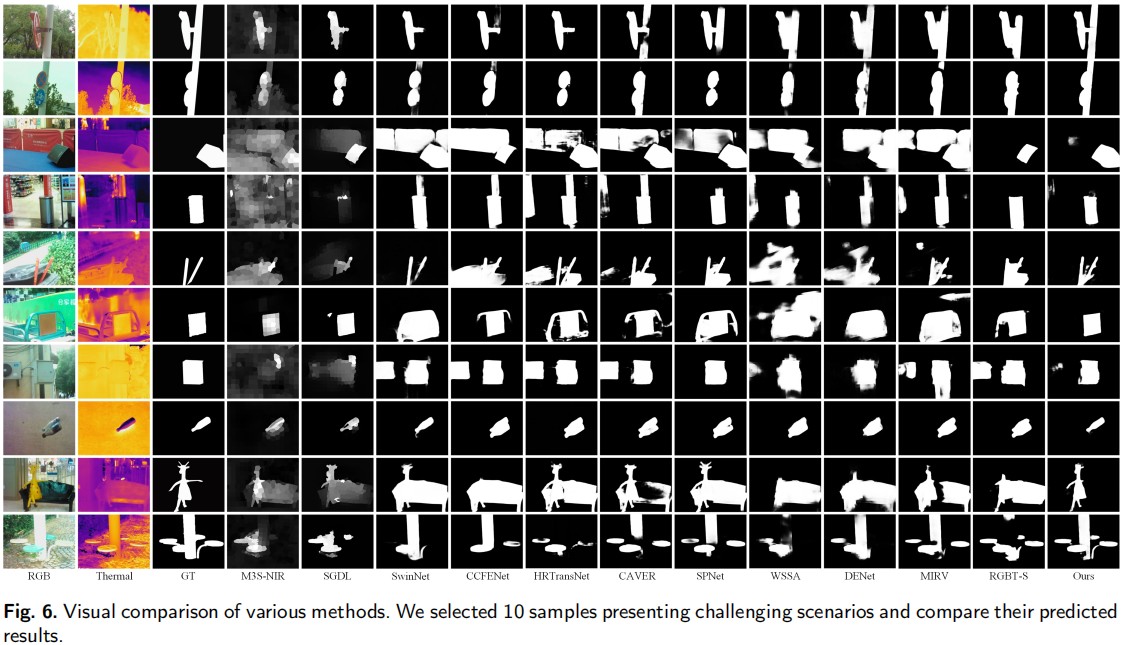 RGB Thermal GT M3S-NIR SGDL SwinNet CCFENet HRTransNet CAVER SPNet WSSA DENet MIRV RGBT-S Ours
Fig. 6. Visual comparison of various methods. We selected 10 samples presenting challenging scenarios and compare their predicted
results.